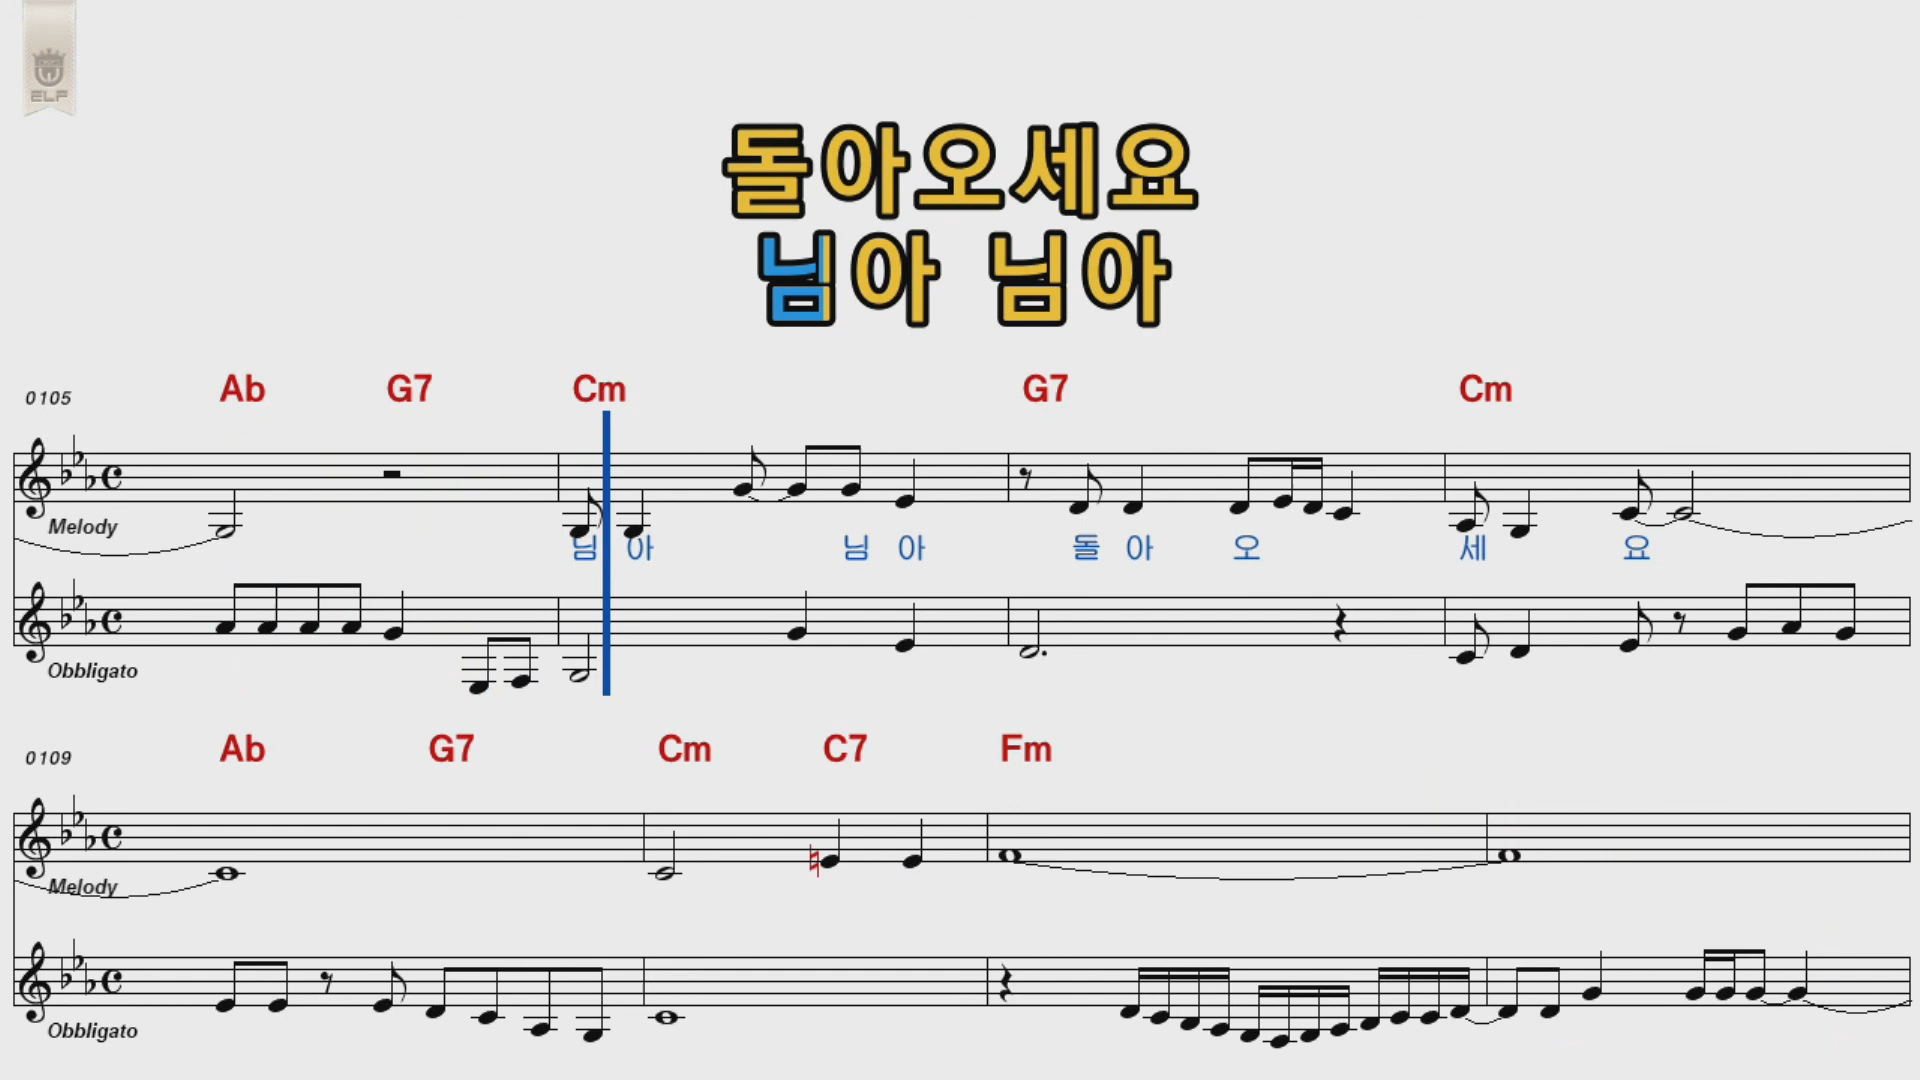 ELF
돌아오세요
님아 님아
0105 Ab G7 Cm G7 Cm
Melody
님 아 님 아 돌 아 오 세 요
Obbligato
0109 Ab G7 Cm C7 Fm
Melody
Obbligato